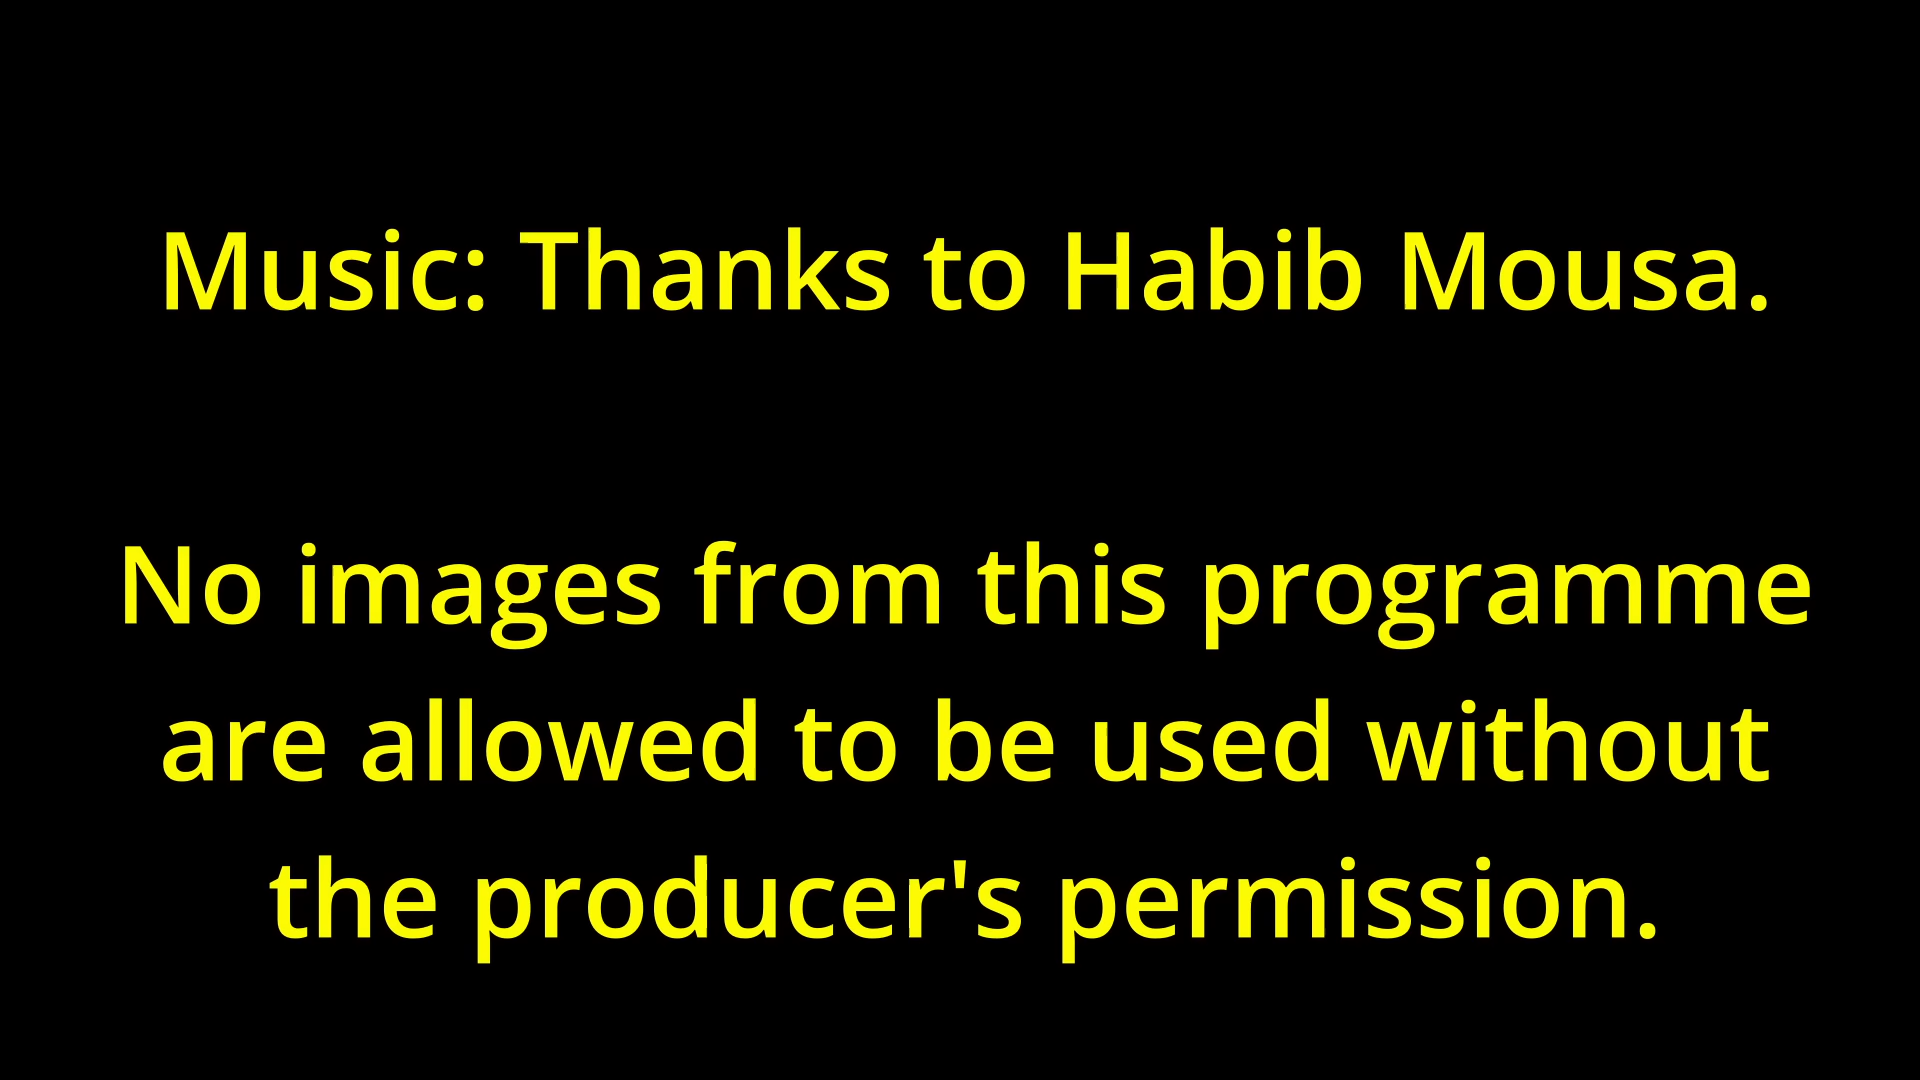 Music: Thanks to Habib Mousa.
No images from this programme
are allowed to be used without
the producer's permission.